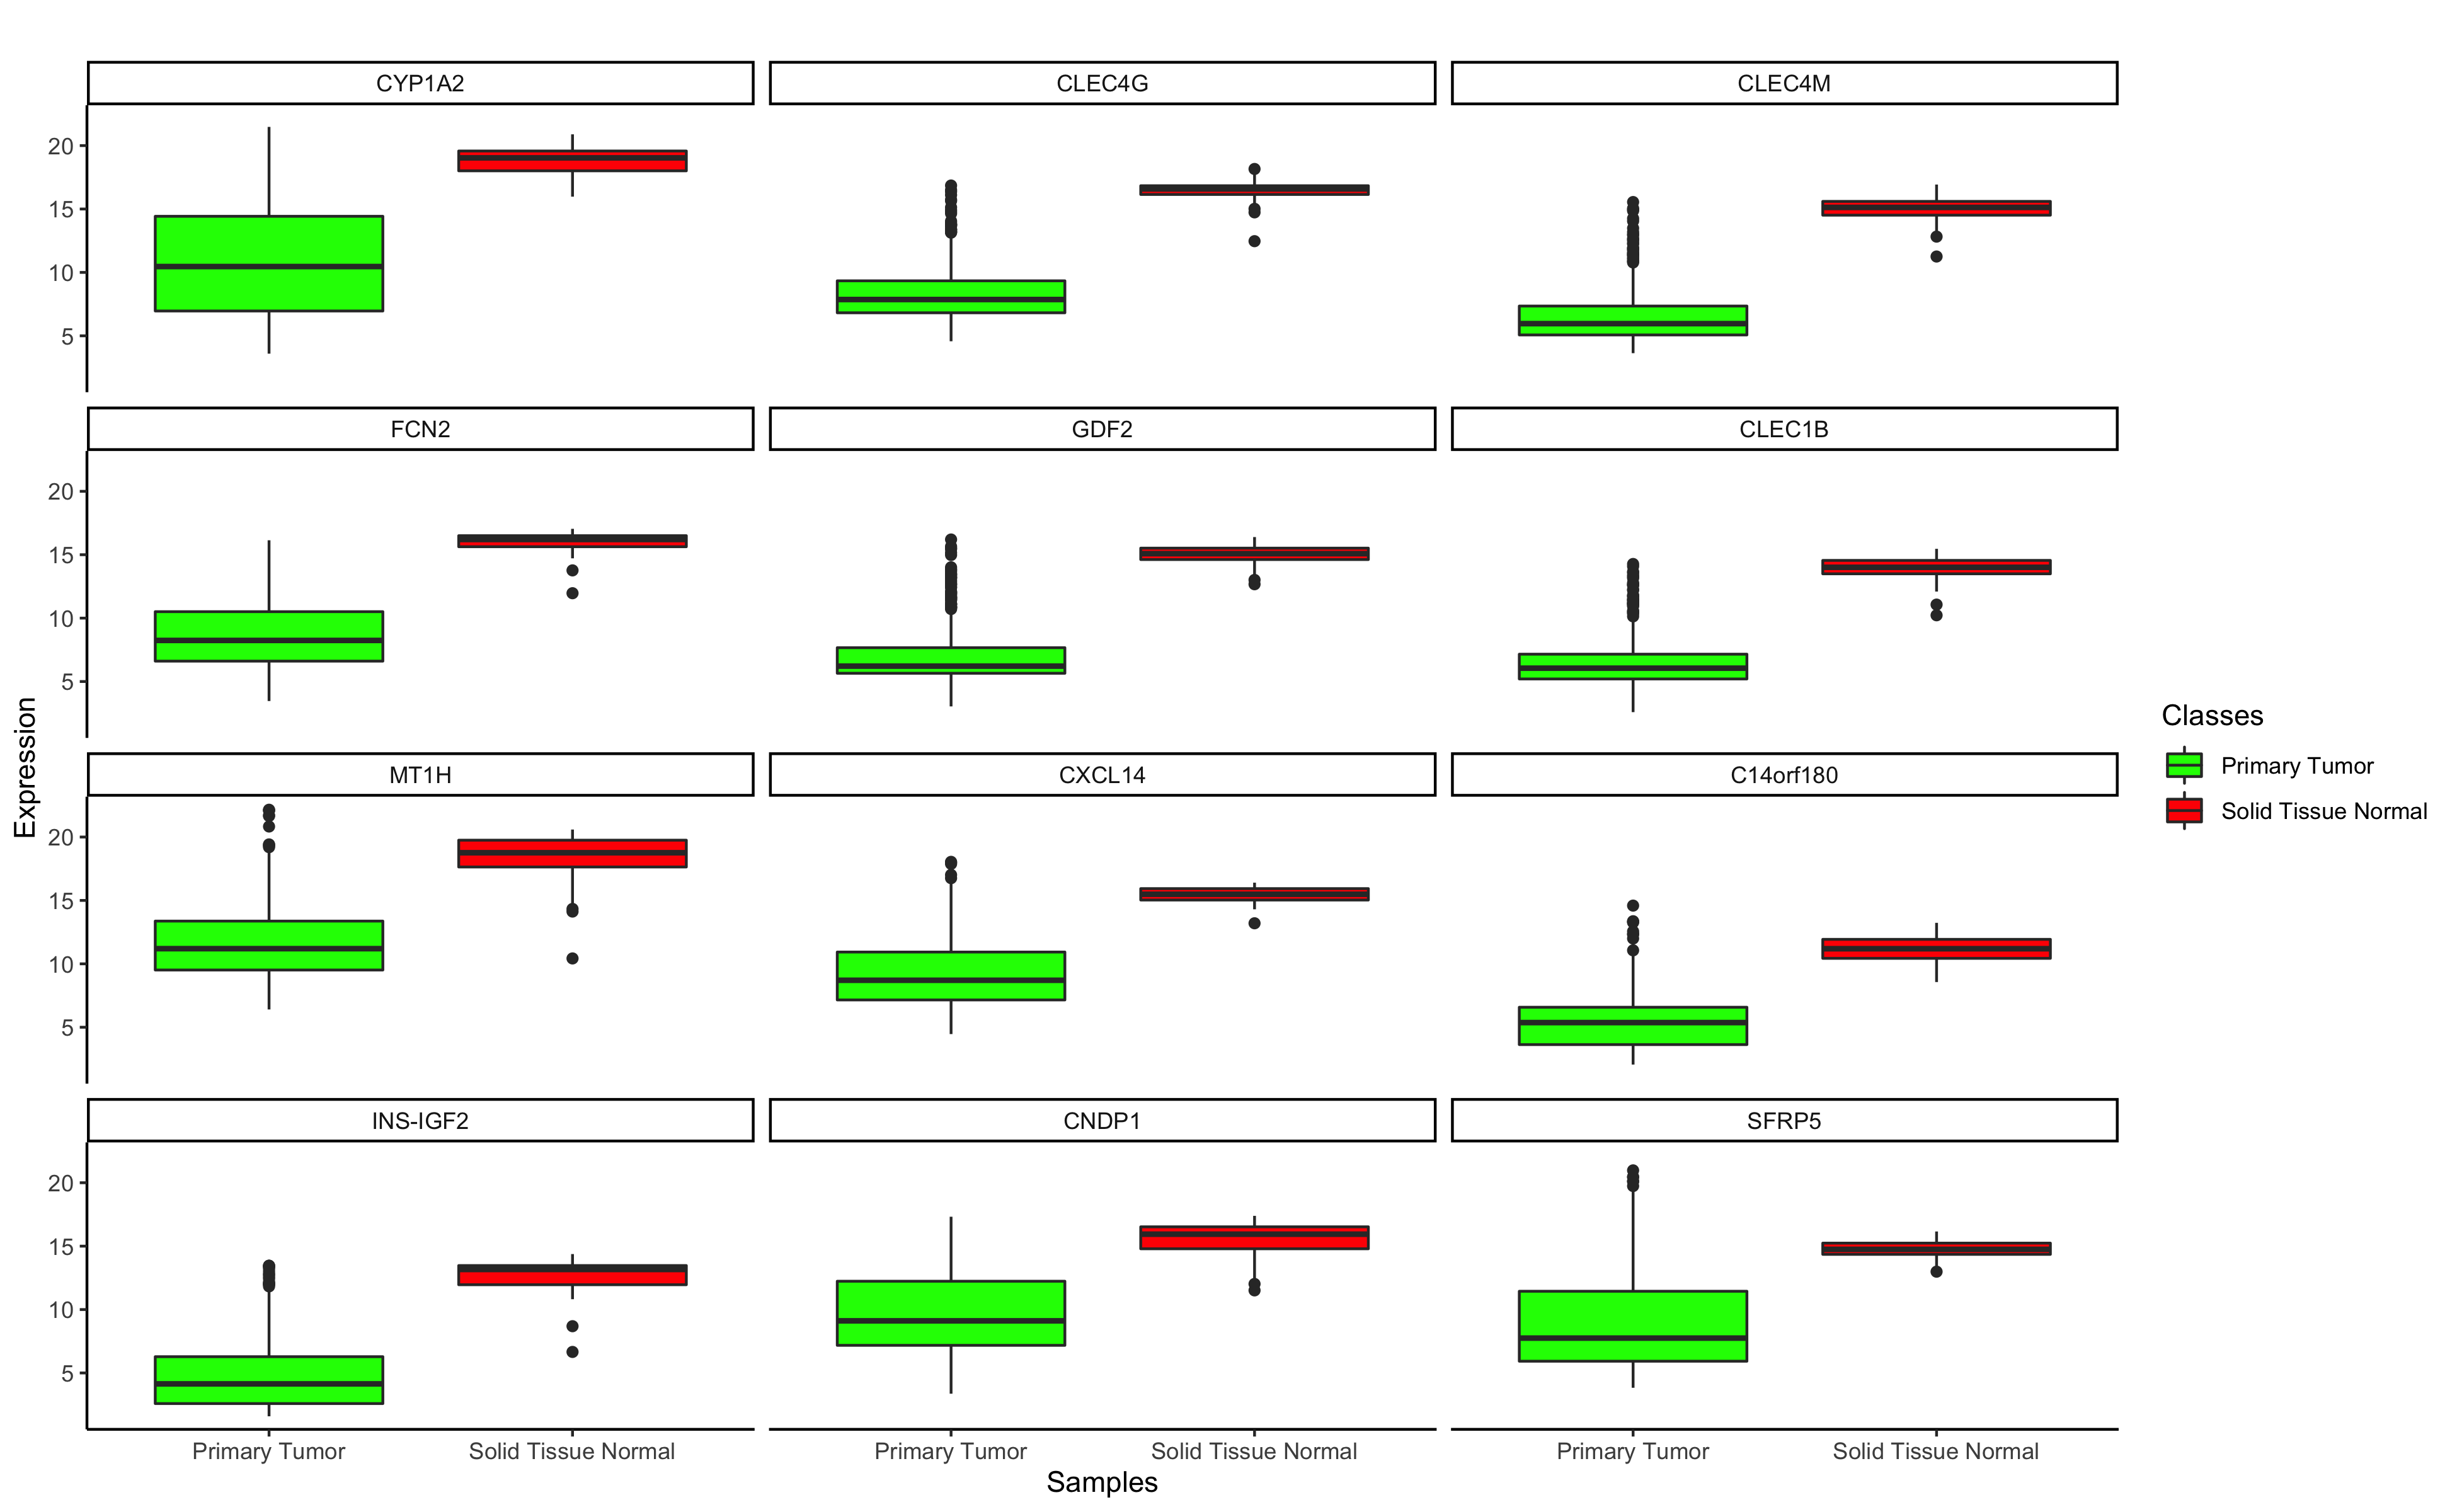 CYP1A2
CLEC4G
CLEC4M
20
15
10
5
FCN2
GDF2
CLEC1B
20
15
10
5
MT1H
CXCL14
C14orf180
20
15
10
5
INS-IGF2
CNDP1
SFRP5
20
15
10
5
Primary Tumor
Solid Tissue Normal
Primary Tumor
Solid Tissue Normal
Primary Tumor
Solid Tissue Normal
Samples
Expression
Classes
Primary Tumor
Solid Tissue Normal